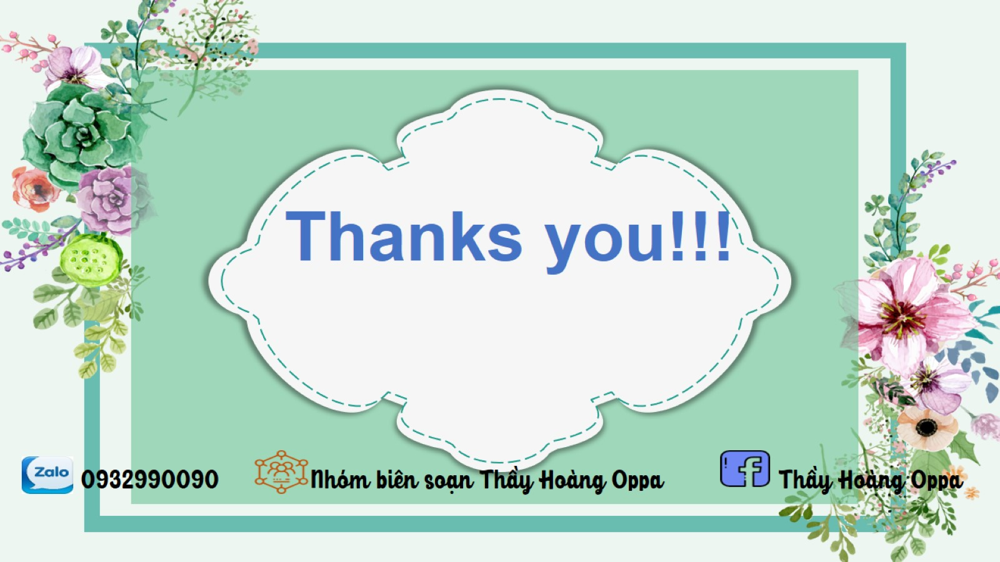 Thanks you!!!
Zalo 0932990090
Nhóm biên soạn Thầy Hoàng Oppa
f Thầy Hoàng Oppa